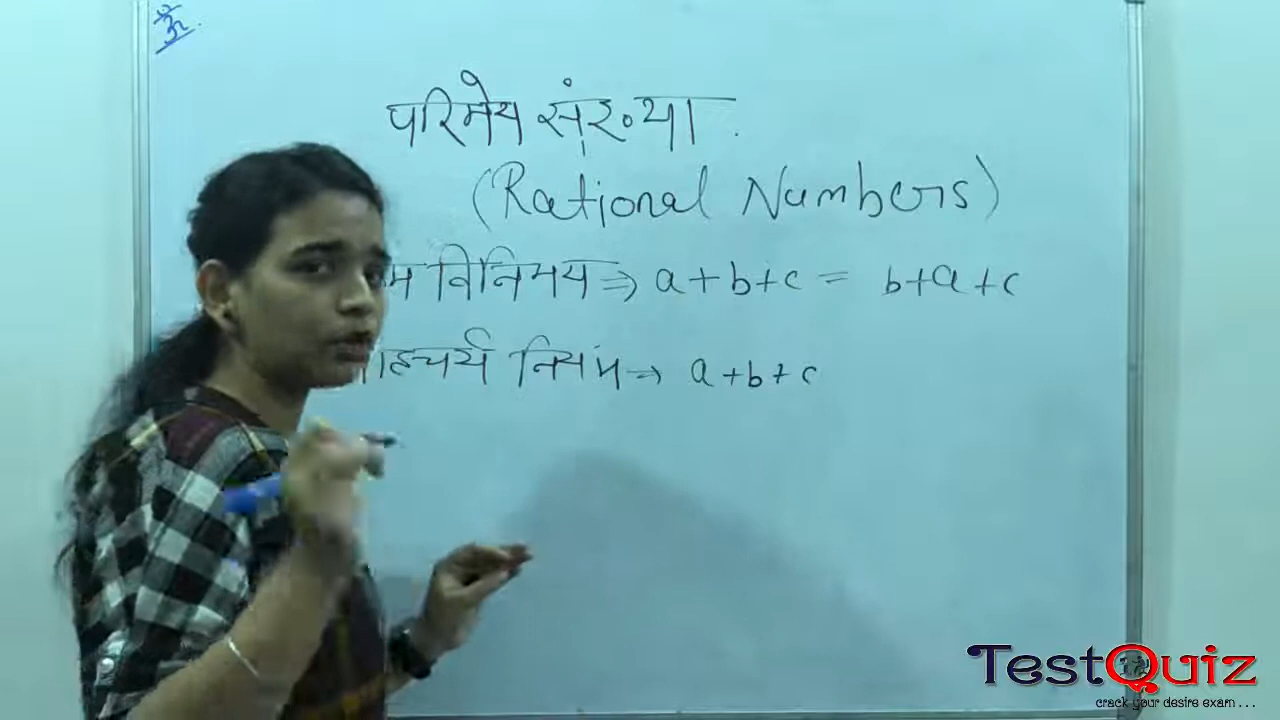 ॐ
परिमेय संख्या.
(Rational Numbers)
विनिमय ⇒ a+b+c = b+a+c
नियम → a+b+c
TestQuiz
crack your desire exam...